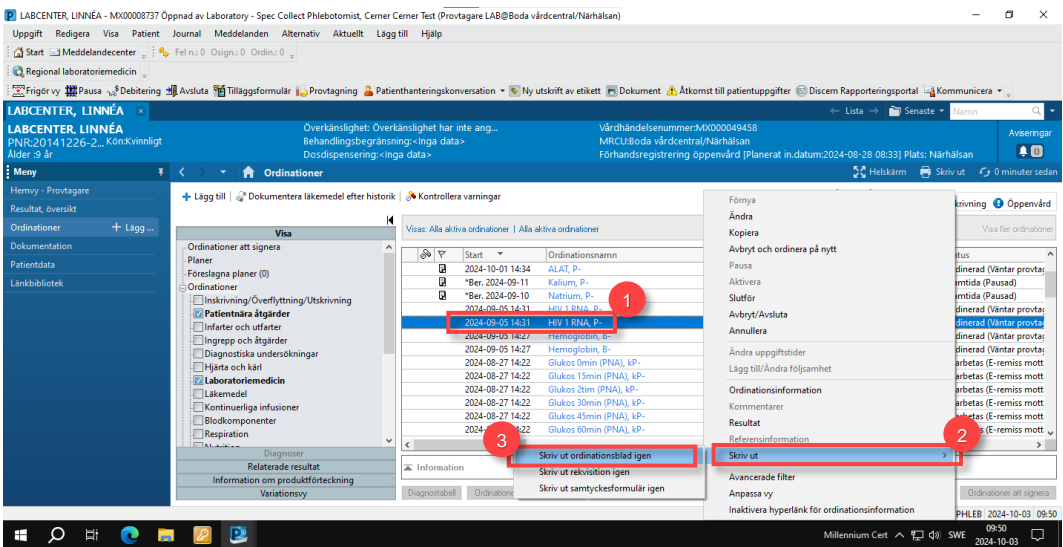 LABCENTER, LINNÉA - MX00008737 Öppnad av Laboratory - Spec Collect Phlebotomist, Cerner Cerner Test (Provtagare LAB@Boda vårdcentral/Närhälsan)
Uppgift Redigera Visa Patient Journal Meddelanden Alternativ Aktuellt Lägg till Hjälp
Start Meddelandecenter Fel n.: 0 Osign.: 0 Ordin.: 0
Regional laboratoriemedicin
Frigör vy Pausa Debitering Avsluta Tilläggsformulär Provtagning Patienthanteringskonversation Ny utskrift av etikett Dokument Åtkomst till patientuppgifter Discern Rapporteringsportal Kommunicera
LABCENTER, LINNÉA Lista Senaste Namn
LABCENTER, LINNÉA Överkänslighet: Överkänslighet har inte ang... Vårdhändelsenummer:MX000049458
PNR:20141226-2... Kön:Kvinnligt Behandlingsbegränsning:<Inga data> MRCU:Boda vårdcentral/Närhälsan Aviseringar
Ålder :9 år Dosdispensering:<Inga data> Förhandsregistrering öppenvård [Planerat in.datum:2024-08-28 08:33] Plats: Närhälsan 0
Meny Ordinationer Helskärm Skriv ut 0 minuter sedan
Hemvy - Provtagare
Resultat, översikt
Ordinationer + Lägg ...
Dokumentation
Patientdata
Länkbibliotek
+ Lägg till Dokumentera läkemedel efter historik Kontrollera varningar krivning Öppenvård
Visa
Visas: Alla aktiva ordinationer | Alla aktiva ordinationer Visa fler ordinationer
Ordinationer att signera
Planer
Föreslagna planer (0)
Ordinationer
Inskrivning/Överflyttning/Utskrivning
Patientnära åtgärder
Infarter och utfarter
Ingrepp och åtgärder
Diagnostiska undersökningar
Hjärta och kärl
Laboratoriemedicin
Läkemedel
Kontinuerliga infusioner
Blodkomponenter
Respiration
Diagnoser
Relaterade resultat
Information om produktförteckning
Variationsvy
Start Ordinationsnamn tus
2024-10-01 14:34 ALAT, P- dinerad (Väntar provtag
*Ber. 2024-09-11 Kalium, P- mtida (Pausad)
*Ber. 2024-09-10 Natrium, P- mtida (Pausad)
2024-09-05 14:31 HIV 1 RNA, P- dinerad (Väntar provtag
2024-09-05 14:31 HIV 1 RNA, P- dinerad (Väntar provtag
2024-09-05 14:27 Hemoglobin, B- dinerad (Väntar provtag
2024-09-05 14:27 Hemoglobin, B- dinerad (Väntar provtag
2024-08-27 14:22 Glukos 0min (PNA), kP- arbetas (E-remiss mott
2024-08-27 14:22 Glukos 15min (PNA), kP- arbetas (E-remiss mott
2024-08-27 14:22 Glukos 2tim (PNA), kP- arbetas (E-remiss mott
2024-08-27 14:22 Glukos 30min (PNA), kP- arbetas (E-remiss mott
2024-08-27 14:22 Glukos 45min (PNA), kP- arbetas (E-remiss mott
2024- :22 Glukos 60min (PNA), kP- (E-remiss mott
1
2
3
Förnya
Ändra
Kopiera
Avbryt och ordinera på nytt
Pausa
Aktivera
Slutför
Avbryt/Avsluta
Annullera
Ändra uppgiftstider
Lägg till/Ändra följsamhet
Ordinationsinformation
Kommentarer
Resultat
Referensinformation
Skriv ut
Avancerade filter
Anpassa vy
Inaktivera hyperlänk för ordinationsinformation
Skriv ut ordinationsblad igen
Skriv ut rekvisition igen
Skriv ut samtyckesformulär igen
Information
Diagnostabell Ordinatione Ordinationer att signera
PHLEB 2024-10-03 09:50
Millennium Cert SWE 09:50
2024-10-03